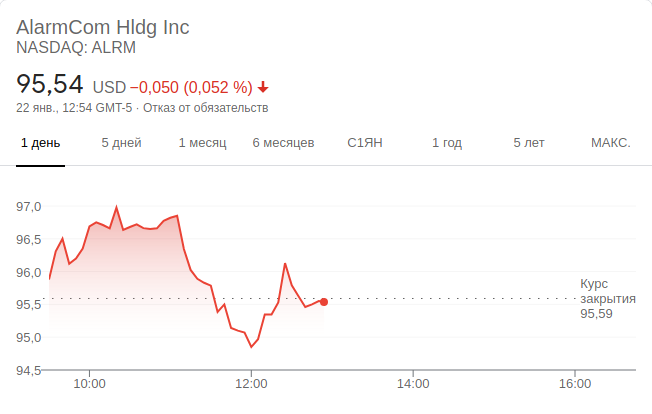 AlarmCom Hldg Inc
NASDAQ: ALRM
95,54 USD −0,050 (0,052 %)
22 янв., 12:54 GMT-5 · Отказ от обязательств
1 день 5 дней 1 месяц 6 месяцев С1ЯН 1 год 5 лет МАКС.
97,0
96,5
96,0
95,5
95,0
94,5
Курс
закрытия
95,59
10:00 12:00 14:00 16:00